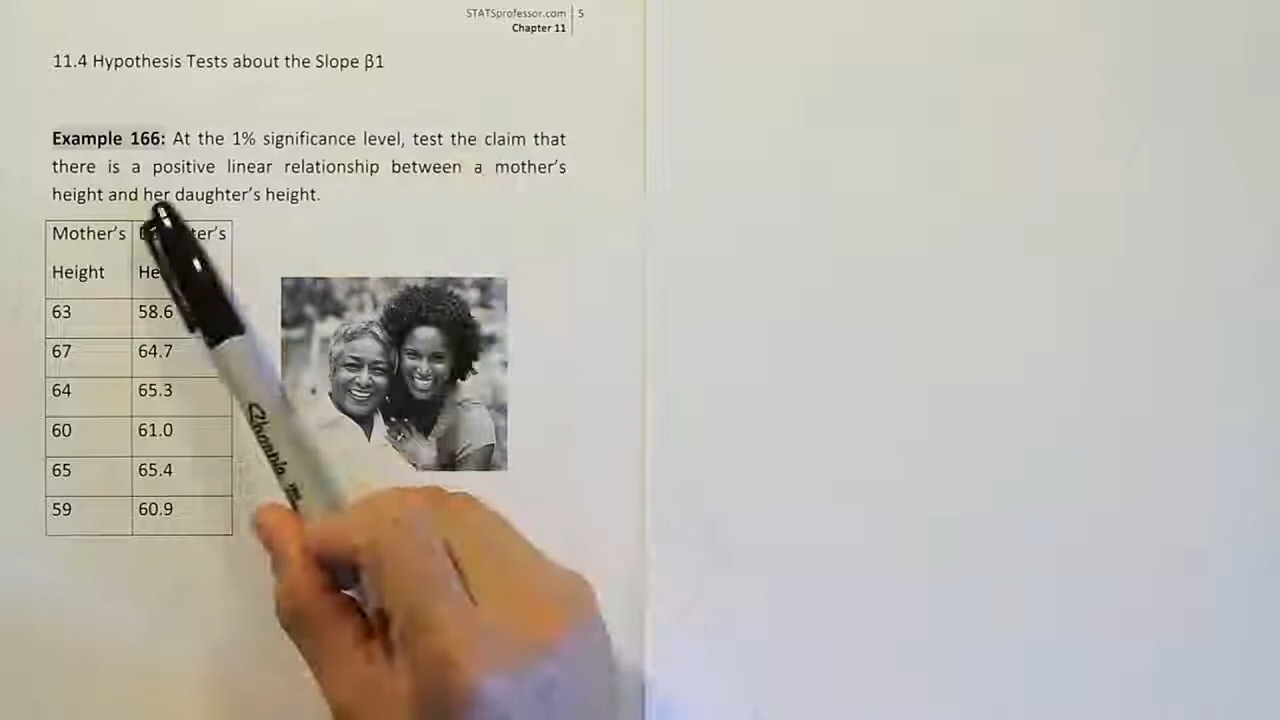 STATSprofessor.com 5
Chapter 11
11.4 Hypothesis Tests about the Slope β1
Example 166: At the 1% significance level, test the claim that
there is a positive linear relationship between a mother's
height and her daughter's height.
Mother's
Height
63 58.6
67 64.7
64 65.3
60 61.0
65 65.4
59 60.9
Sharpie